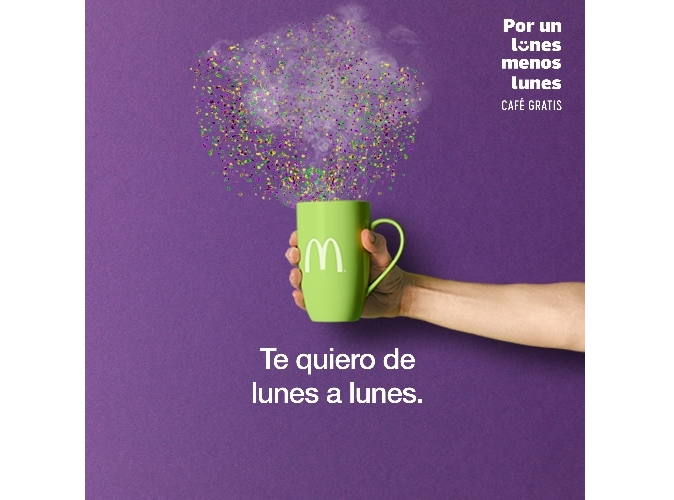 Por un
lunes
menos
lunes
CAFÉ GRATIS
M
Te quiero de
lunes a lunes.